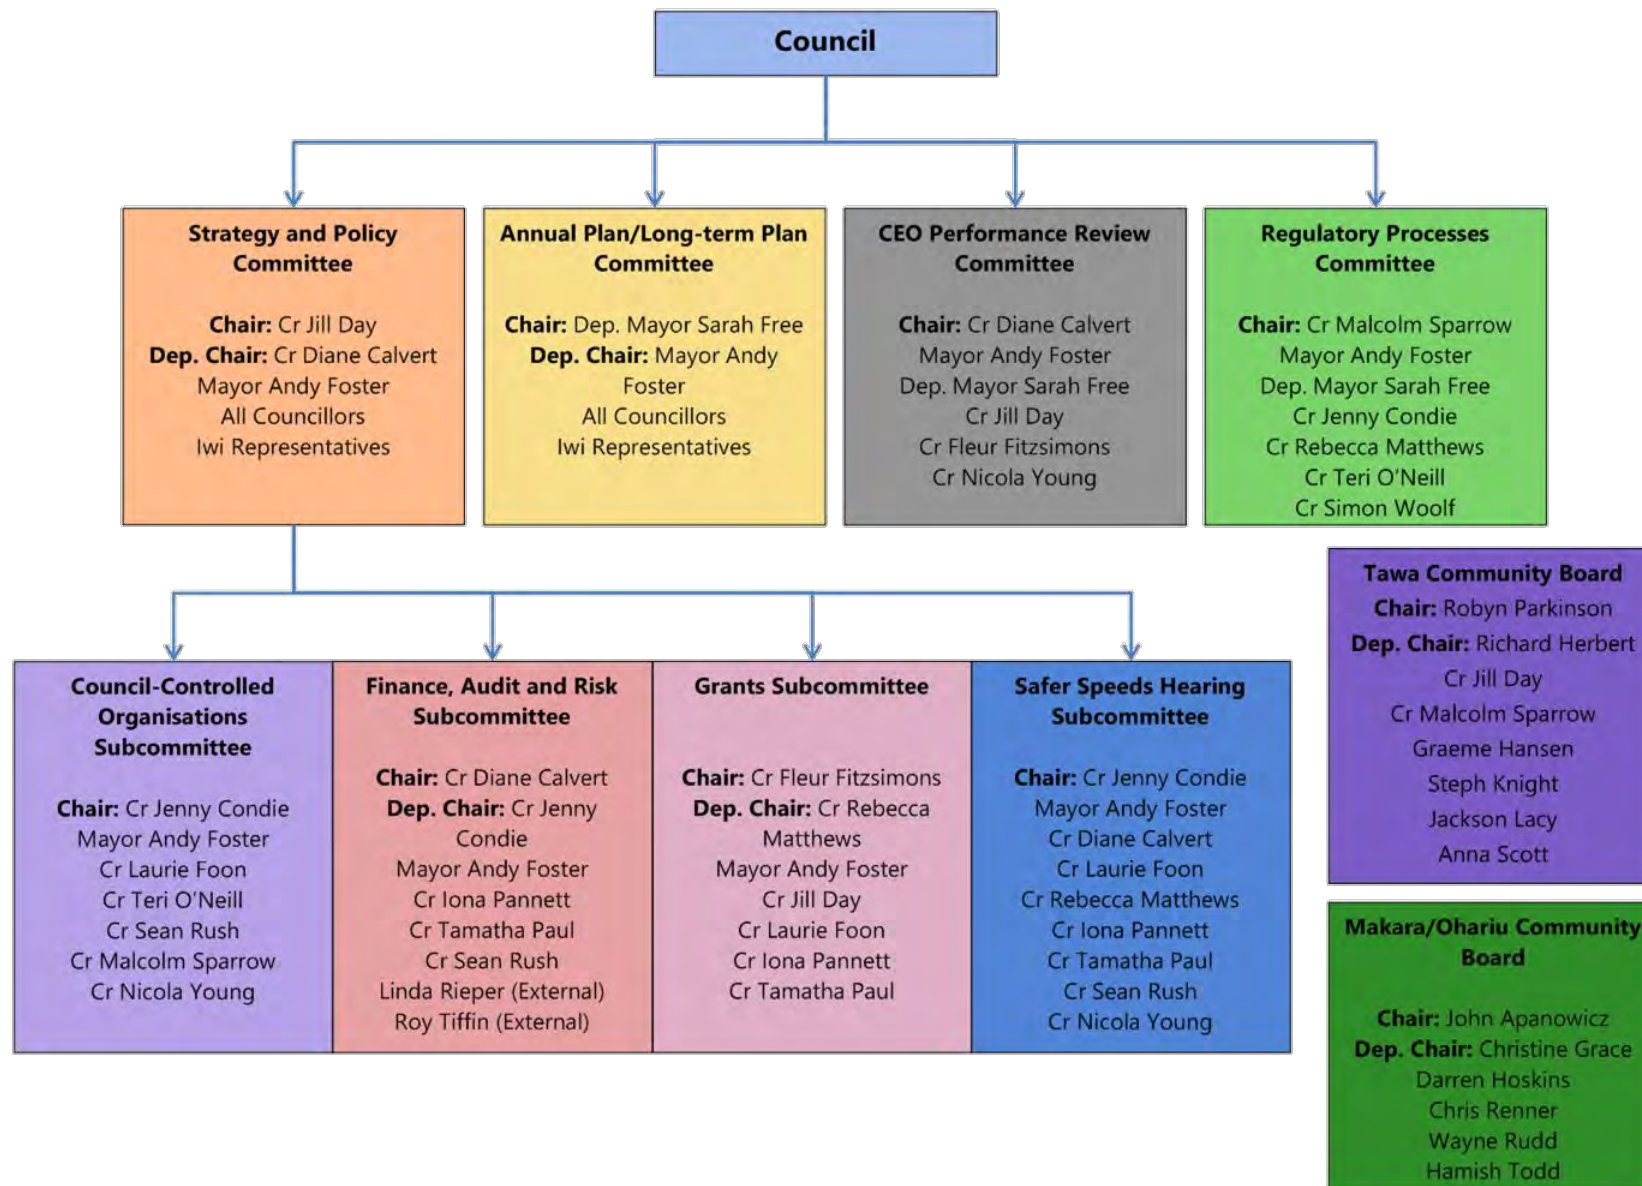 Council
Strategy and Policy
Committee
Chair: Cr Jill Day
Dep. Chair: Cr Diane Calvert
Mayor Andy Foster
All Councillors
Iwi Representatives
Annual Plan/Long-term Plan
Committee
Chair: Dep. Mayor Sarah Free
Dep. Chair: Mayor Andy
Foster
All Councillors
Iwi Representatives
CEO Performance Review
Committee
Chair: Cr Diane Calvert
Mayor Andy Foster
Dep. Mayor Sarah Free
Cr Jill Day
Cr Fleur Fitzsimons
Cr Nicola Young
Regulatory Processes
Committee
Chair: Cr Malcolm Sparrow
Mayor Andy Foster
Dep. Mayor Sarah Free
Cr Jenny Condie
Cr Rebecca Matthews
Cr Teri O'Neill
Cr Simon Woolf
Council-Controlled
Organisations
Subcommittee
Chair: Cr Jenny Condie
Mayor Andy Foster
Cr Laurie Foon
Cr Teri O'Neill
Cr Sean Rush
Cr Malcolm Sparrow
Cr Nicola Young
Finance, Audit and Risk
Subcommittee
Chair: Cr Diane Calvert
Dep. Chair: Cr Jenny
Condie
Mayor Andy Foster
Cr Iona Pannett
Cr Tamatha Paul
Cr Sean Rush
Linda Rieper (External)
Roy Tiffin (External)
Grants Subcommittee
Chair: Cr Fleur Fitzsimons
Dep. Chair: Cr Rebecca
Matthews
Mayor Andy Foster
Cr Jill Day
Cr Laurie Foon
Cr Iona Pannett
Cr Tamatha Paul
Safer Speeds Hearing
Subcommittee
Chair: Cr Jenny Condie
Mayor Andy Foster
Cr Diane Calvert
Cr Laurie Foon
Cr Rebecca Matthews
Cr Iona Pannett
Cr Tamatha Paul
Cr Sean Rush
Cr Nicola Young
Tawa Community Board
Chair: Robyn Parkinson
Dep. Chair: Richard Herbert
Cr Jill Day
Cr Malcolm Sparrow
Graeme Hansen
Steph Knight
Jackson Lacy
Anna Scott
Makara/Ohariu Community
Board
Chair: John Apanowicz
Dep. Chair: Christine Grace
Darren Hoskins
Chris Renner
Wayne Rudd
Hamish Todd